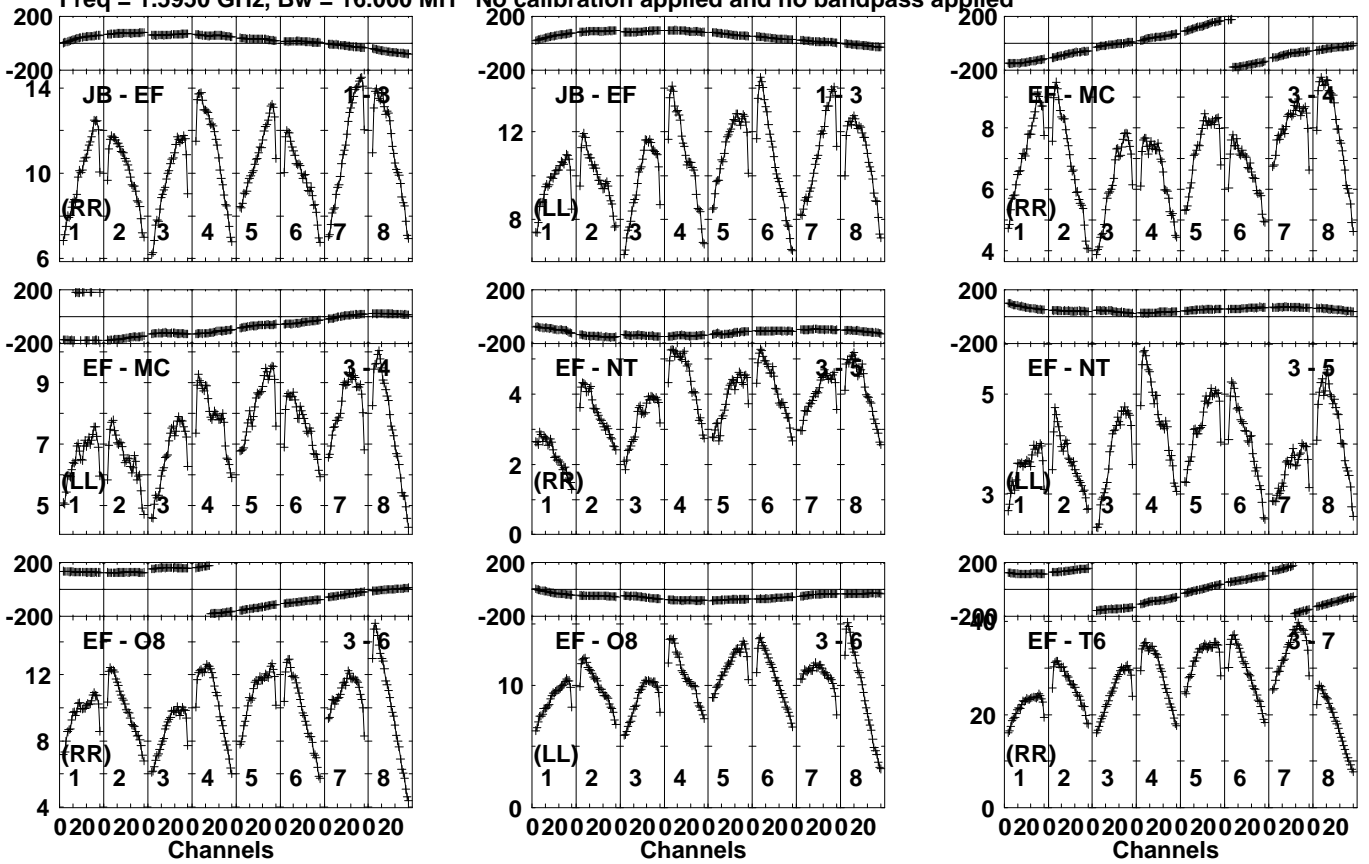 Freq = 1.5950 GHz, Bw = 16.000 MH No calibration applied and no bandpass applied
200 200 200
-200 -200 -200
14 JB - EF 1 - 3 JB - EF 1 - 3 EF - MC 3 - 4
12 8
10 6
(RR) (LL) (RR)
8
1 2 3 4 5 6 7 8 1 2 3 4 5 6 7 8 1 2 3 4 5 6 7 8
6 4
200 200 200
-200 -200 -200
EF - MC 3 - 4 EF - NT 3 - 5 EF - NT 3 - 5
9 4 5
7 2
(LL) (RR) (LL)
5 3
1 2 3 4 5 6 7 8 1 2 3 4 5 6 7 8 1 2 3 4 5 6 7 8
0
200 200 200
-200 -200 -200
40
EF - O8 3 - 6 EF - O8 3 - 6 EF - T6 3 - 7
12 10 20
8
(RR) (LL) (RR)
1 2 3 4 5 6 7 8 1 2 3 4 5 6 7 8 1 2 3 4 5 6 7 8
4 0 0
0 20 0 20 0 20 0 20 0 20 0 20 0 20 0 20 0 20 0 20 0 20 0 20 0 20 0 20 0 20 0 20 0 20 0 20 0 20 0 20 0 20 0 20 0 20 0 20
Channels Channels Channels